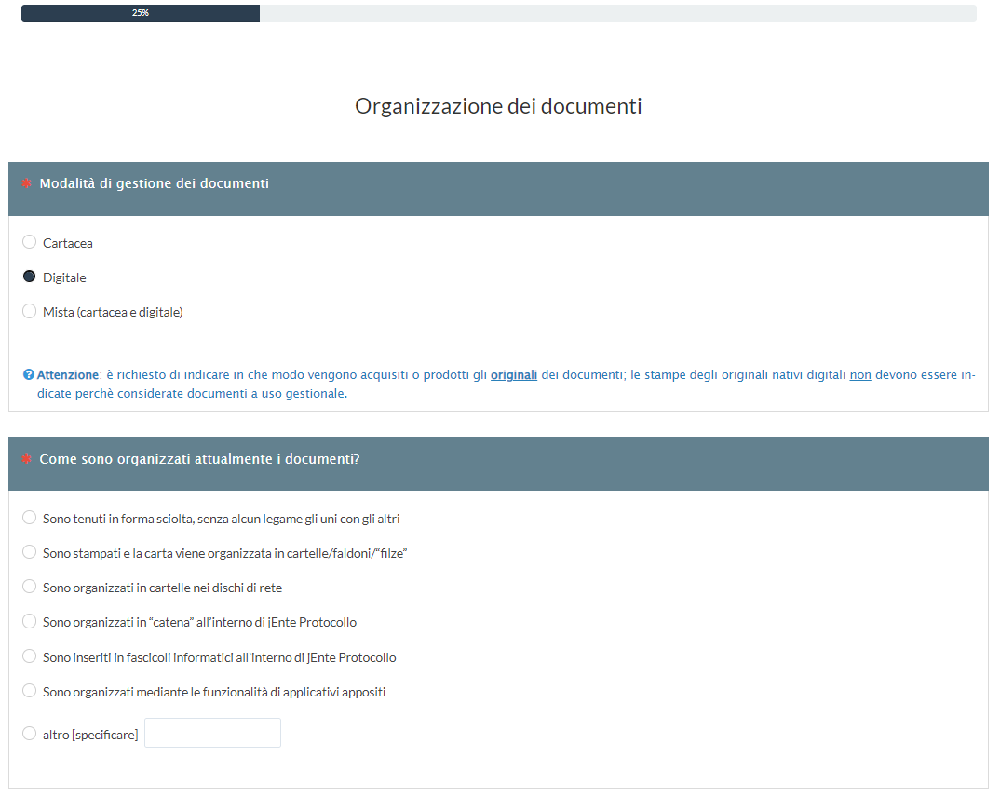 25%
Organizzazione dei documenti
* Modalità di gestione dei documenti
Cartacea
Digitale
Mista (cartacea e digitale)
Attenzione: è richiesto di indicare in che modo vengono acquisiti o prodotti gli originali dei documenti; le stampe degli originali nativi digitali non devono essere in-
dicate perchè considerate documenti a uso gestionale.
* Come sono organizzati attualmente i documenti?
Sono tenuti in forma sciolta, senza alcun legame gli uni con gli altri
Sono stampati e la carta viene organizzata in cartelle/faldoni/“filze”
Sono organizzati in cartelle nei dischi di rete
Sono organizzati in “catena” all’interno di jEnte Protocollo
Sono inseriti in fascicoli informatici all’interno di jEnte Protocollo
Sono organizzati mediante le funzionalità di applicativi appositi
altro [specificare]